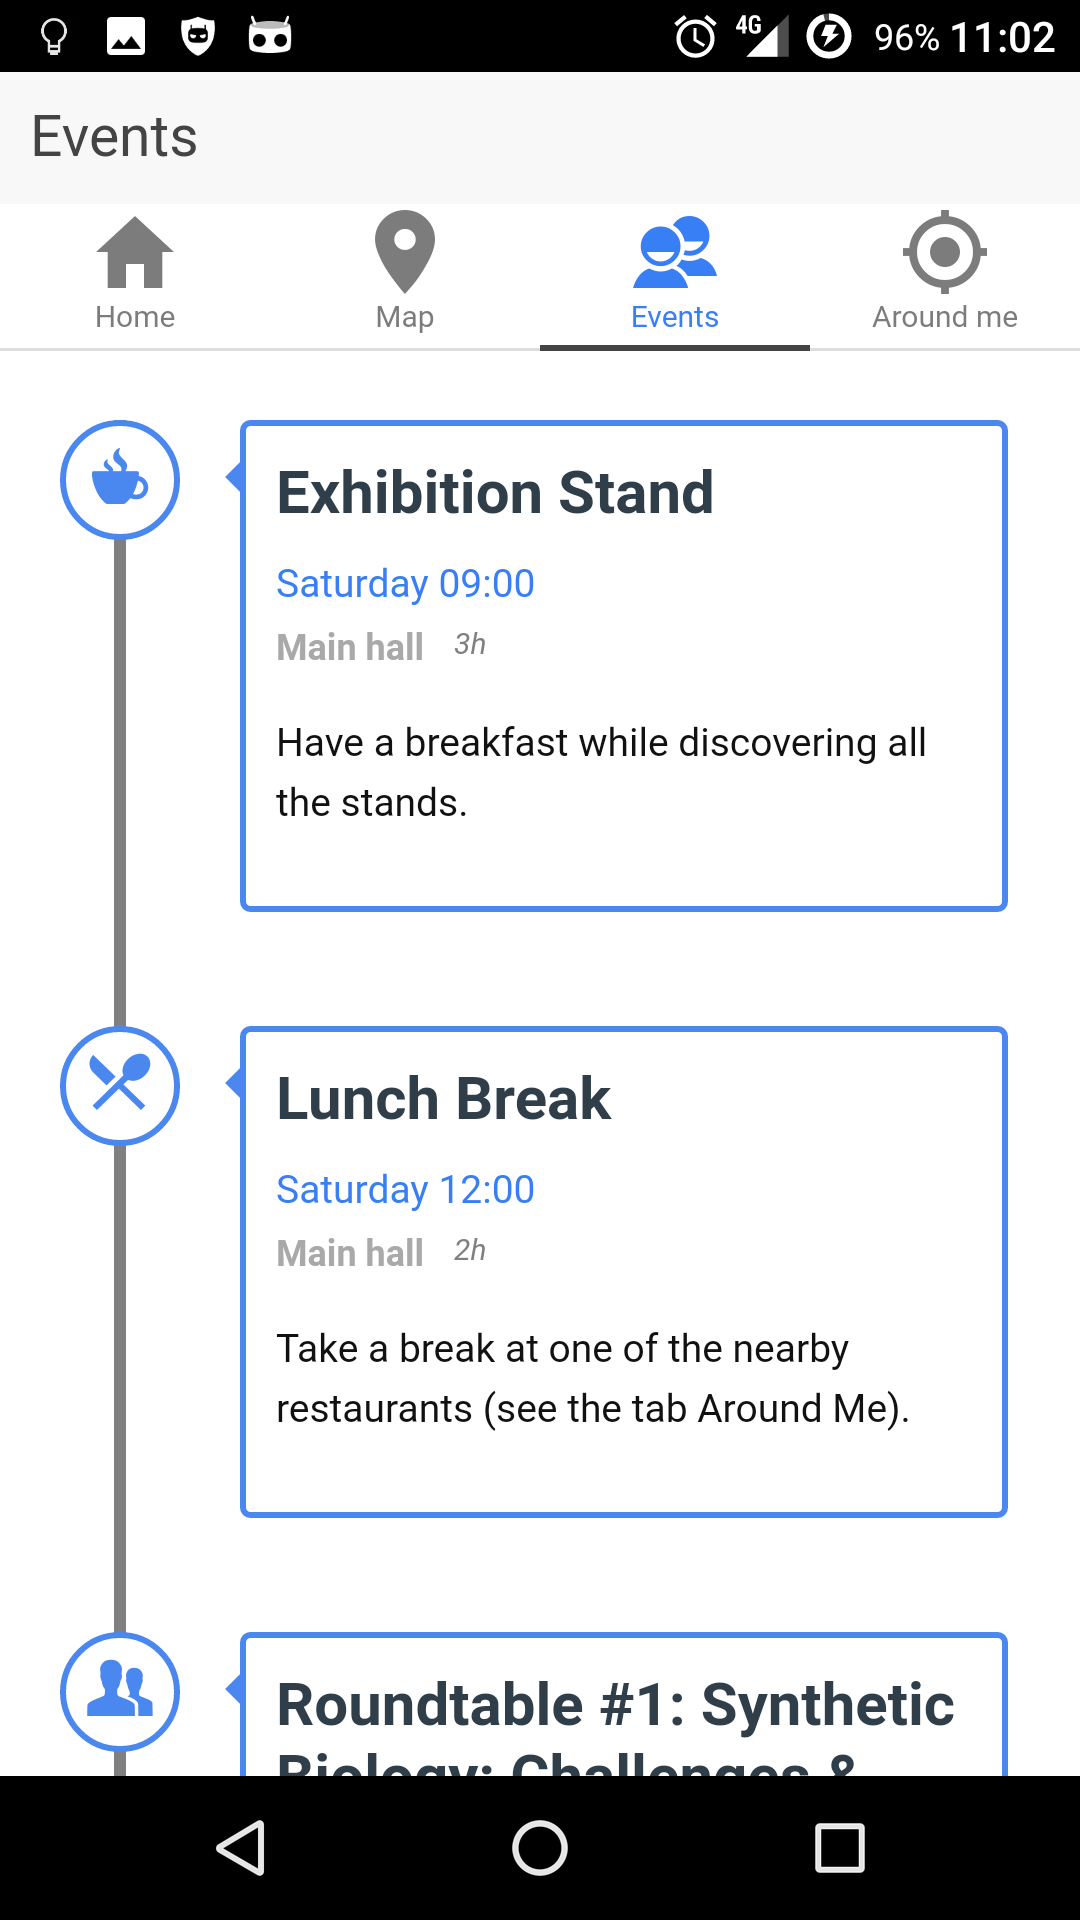 4G 96% 11:02
Events
Home Map Events Around me
Exhibition Stand
Saturday 09:00
Main hall 3h
Have a breakfast while discovering all
the stands.
Lunch Break
Saturday 12:00
Main hall 2h
Take a break at one of the nearby
restaurants (see the tab Around Me).
Roundtable #1: Synthetic
Biology: Challenges &